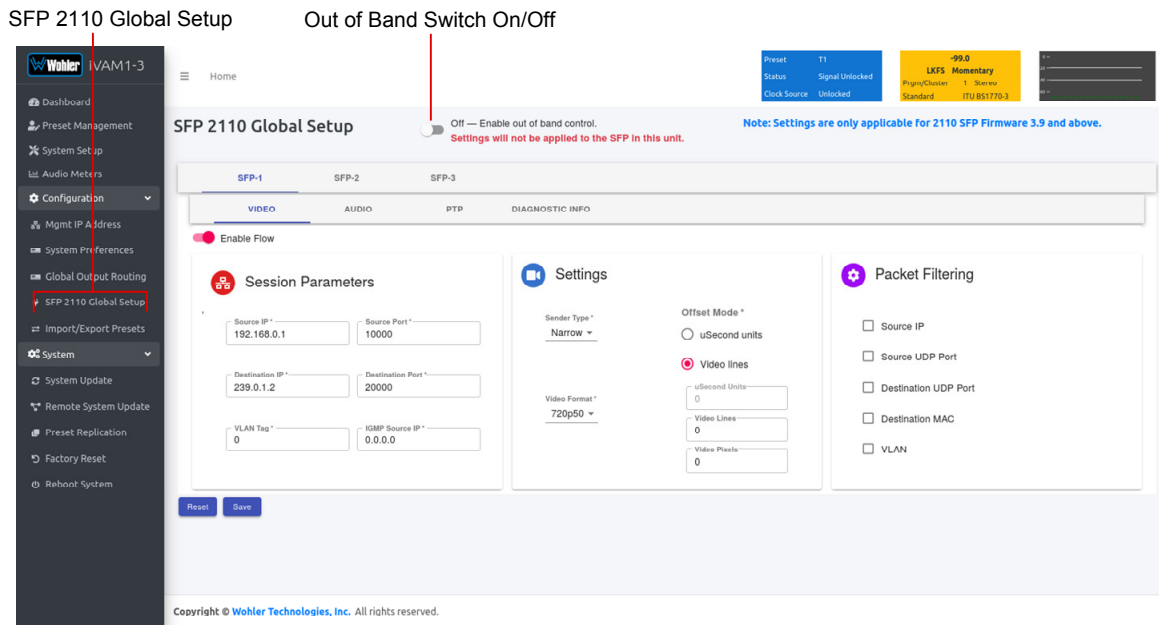 SFP 2110 Global Setup
Out of Band Switch On/Off
Wohler iVAM1-3
Dashboard
Preset Management
System Setup
Audio Meters
Configuration
Mgmt IP Address
System Preferences
Global Output Routing
SFP 2110 Global Setup
Import/Export Presets
System
System Update
Remote System Update
Preset Replication
Factory Reset
Reboot System
Home
Preset T1
Status Signal Unlocked
Clock Source Unlocked
-99.0
LKFS Momentary
Prgm/Cluster 1 Stereo
Standard ITU BS1770-3
SFP 2110 Global Setup
Off — Enable out of band control.
Settings will not be applied to the SFP in this unit.
Note: Settings are only applicable for 2110 SFP Firmware 3.9 and above.
SFP-1 SFP-2 SFP-3
VIDEO AUDIO PTP DIAGNOSTIC INFO
Enable Flow
Session Parameters
Source IP *
192.168.0.1
Source Port *
10000
Destination IP *
239.0.1.2
Destination Port *
20000
VLAN Tag *
0
IGMP Source IP *
0.0.0.0
Settings
Sender Type *
Narrow
Video Format *
720p50
Offset Mode *
uSecond units
Video lines
uSecond Units
0
Video Lines
0
Video Pixels
0
Packet Filtering
Source IP
Source UDP Port
Destination UDP Port
Destination MAC
VLAN
Reset Save
Copyright © Wohler Technologies, Inc. All rights reserved.